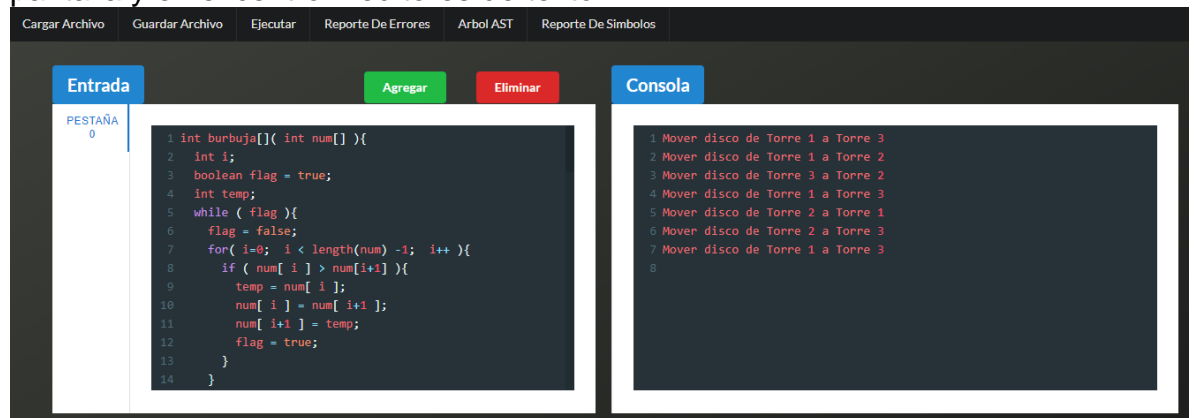 Cargar Archivo Guardar Archivo Ejecutar Reporte De Errores Arbol AST Reporte De Simbolos
Entrada
Agregar
Eliminar
Consola
PESTAÑA
0
1 int burbuja[]( int num[] ){
2 int i;
3 boolean flag = true;
4 int temp;
5 while ( flag ){
6 flag = false;
7 for( i=0; i < length(num) -1; i++ ){
8 if ( num[ i ] > num[i+1] ){
9 temp = num[ i ];
10 num[ i ] = num[ i+1 ];
11 num[ i+1 ] = temp;
12 flag = true;
13 }
14 }
1 Mover disco de Torre 1 a Torre 3
2 Mover disco de Torre 1 a Torre 2
3 Mover disco de Torre 3 a Torre 2
4 Mover disco de Torre 1 a Torre 3
5 Mover disco de Torre 2 a Torre 1
6 Mover disco de Torre 2 a Torre 3
7 Mover disco de Torre 1 a Torre 3
8